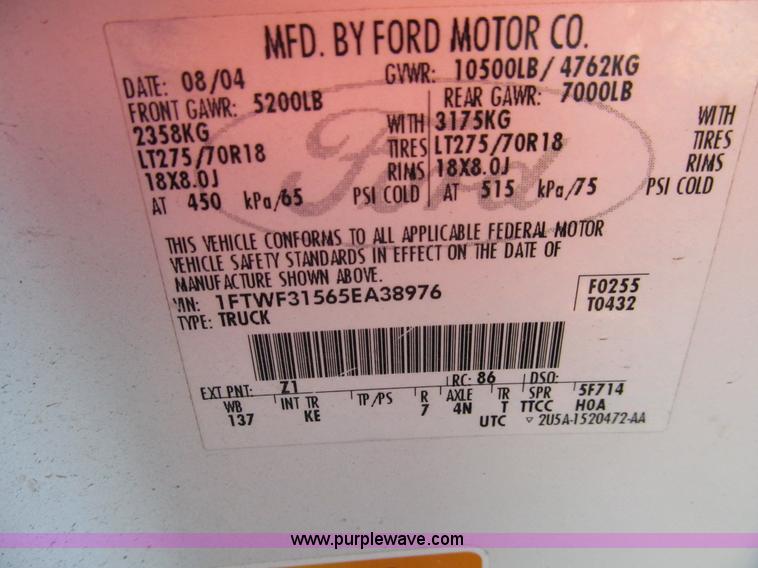 MFD. BY FORD MOTOR CO.
DATE: 08/04 GVWR: 10500LB/ 4762KG
FRONT GAWR: 5200LB REAR GAWR: 7000LB
2358KG WITH 3175KG WITH
LT275/70R18 TIRES LT275/70R18 TIRES
18X8.0J RIMS 18X8.0J RIMS
AT 450 kPa/65 PSI COLD AT 515 kPa/75 PSI COLD
Ford
THIS VEHICLE CONFORMS TO ALL APPLICABLE FEDERAL MOTOR
VEHICLE SAFETY STANDARDS IN EFFECT ON THE DATE OF
MANUFACTURE SHOWN ABOVE.
VIN: 1FTWF31565EA38976 F0255
TYPE: TRUCK T0432
EXT PNT: Z1 RC: 86 DSO:
WB INT TR TP/PS R AXLE TR SPR 5F714
137 KE 7 4N T TTCC H0A
UTC ▽ 2U5A-1520472-AA
www.purplewave.com